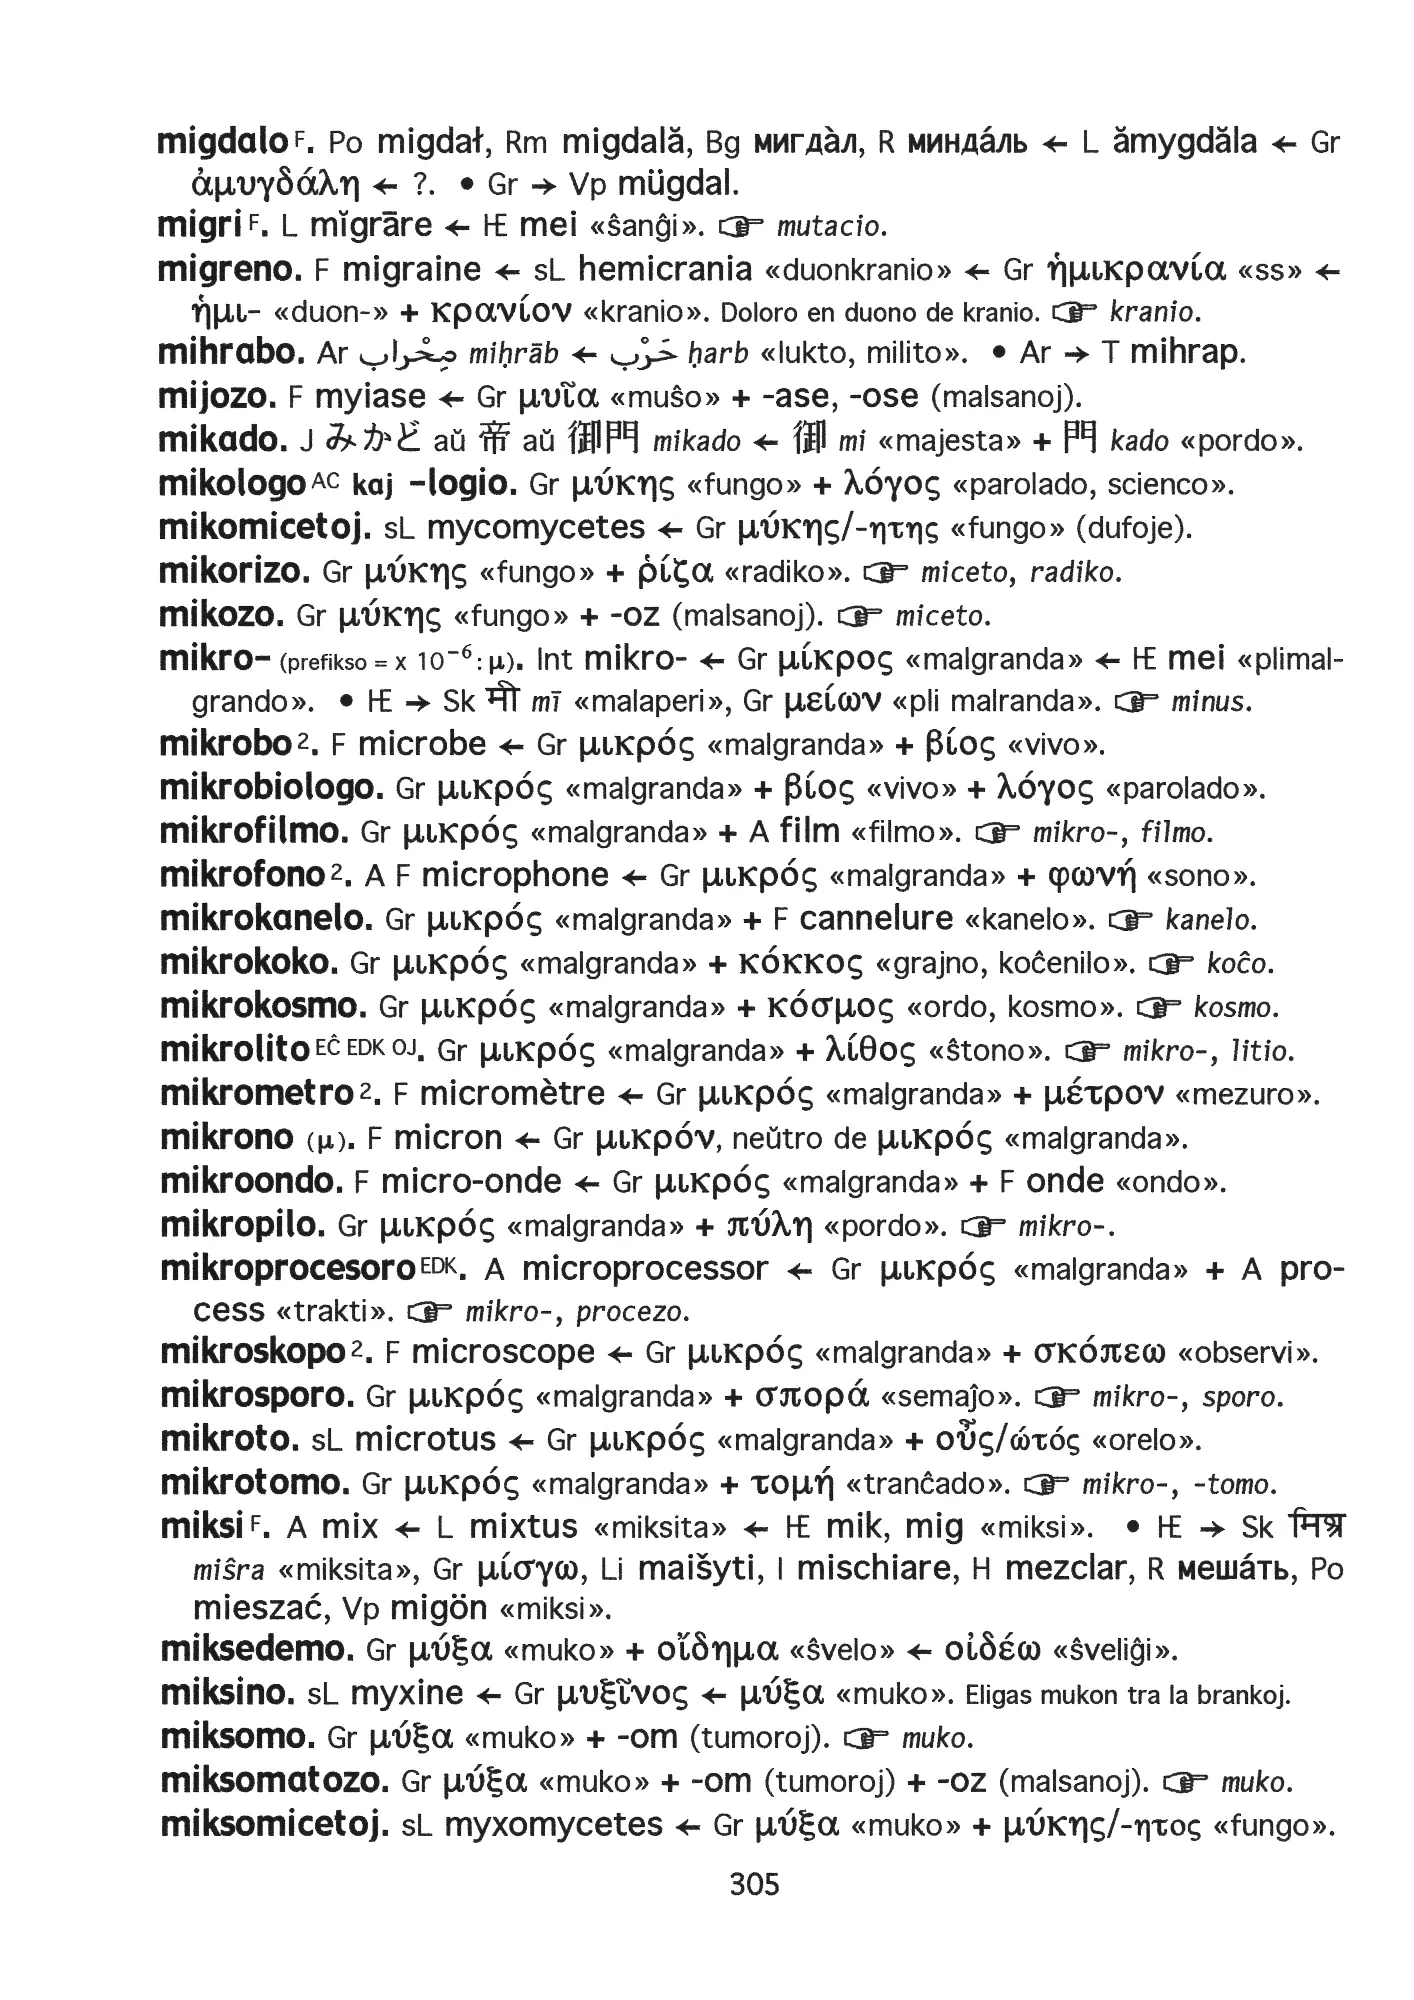 migdalo F. Po migdał, Rm migdală, Bg мигда̀л, R минда́ль ← L ămygdăla ← Gr
ἀμυγδάλη ← ?. • Gr → Vp mügdal.
migri F. L mĭgrāre ← IE mei «ŝanĝi». ☞ mutacio.
migreno. F migraine ← sL hemicrania «duonkranio» ← Gr ἡμικρανία «ss» ←
ἡμι- «duon-» + κρανίον «kranio». Doloro en duono de kranio. ☞ kranio.
mihrabo. Ar مِحْراب miḥrāb ← حَرْب ḥarb «lukto, milito». • Ar → T mihrap.
mijozo. F myiase ← Gr μυῖα «muŝo» + -ase, -ose (malsanoj).
mikado. J みかど aŭ 帝 aŭ 御門 mikado ← 御 mi «majesta» + 門 kado «pordo».
mikologo AC kaj -logio. Gr μύκης «fungo» + λόγος «parolado, scienco».
mikomicetoj. sL mycomycetes ← Gr μύκης/-ητης «fungo» (dufoje).
mikorizo. Gr μύκης «fungo» + ῥίζα «radiko». ☞ miceto, radiko.
mikozo. Gr μύκης «fungo» + -oz (malsanoj). ☞ miceto.
mikro- (prefikso = x 10⁻⁶: μ). Int mikro- ← Gr μίκρος «malgranda» ← IE mei «plimal-
grando». • IE → Sk मी mī «malaperi», Gr μείων «pli malranda». ☞ minus.
mikrobo 2. F microbe ← Gr μικρός «malgranda» + βίος «vivo».
mikrobiologo. Gr μικρός «malgranda» + βίος «vivo» + λόγος «parolado».
mikrofilmo. Gr μικρός «malgranda» + A film «filmo». ☞ mikro-, filmo.
mikrofono 2. A F microphone ← Gr μικρός «malgranda» + φωνή «sono».
mikrokanelo. Gr μικρός «malgranda» + F cannelure «kanelo». ☞ kanelo.
mikrokoko. Gr μικρός «malgranda» + κόκκος «grajno, koĉenilo». ☞ koĉo.
mikrokosmo. Gr μικρός «malgranda» + κόσμος «ordo, kosmo». ☞ kosmo.
mikrolito EĈ EDK OJ. Gr μικρός «malgranda» + λίθος «ŝtono». ☞ mikro-, litio.
mikrometro 2. F micromètre ← Gr μικρός «malgranda» + μέτρον «mezuro».
mikrono (μ). F micron ← Gr μικρόν, neŭtro de μικρός «malgranda».
mikroondo. F micro-onde ← Gr μικρός «malgranda» + F onde «ondo».
mikropilo. Gr μικρός «malgranda» + πύλη «pordo». ☞ mikro-.
mikroprocesoro EDK. A microprocessor ← Gr μικρός «malgranda» + A pro-
cess «trakti». ☞ mikro-, procezo.
mikroskopo 2. F microscope ← Gr μικρός «malgranda» + σκόπεω «observi».
mikrosporo. Gr μικρός «malgranda» + σπορά «semaĵo». ☞ mikro-, sporo.
mikroto. sL microtus ← Gr μικρός «malgranda» + οὖς/ώτός «orelo».
mikrotomo. Gr μικρός «malgranda» + τομή «tranĉado». ☞ mikro-, -tomo.
miksi F. A mix ← L mixtus «miksita» ← IE mik, mig «miksi». • IE → Sk मिश्र
miŝra «miksita», Gr μίσγω, Li maišyti, I mischiare, H mezclar, R меша́ть, Po
mieszać, Vp migön «miksi».
miksedemo. Gr μύξα «muko» + οἴδημα «ŝvelo» ← οἰδέω «ŝveliĝi».
miksino. sL myxine ← Gr μυξῖνος ← μύξα «muko». Eligas mukon tra la brankoj.
miksomo. Gr μύξα «muko» + -om (tumoroj). ☞ muko.
miksomatozo. Gr μύξα «muko» + -om (tumoroj) + -oz (malsanoj). ☞ muko.
miksomicetoj. sL myxomycetes ← Gr μύξα «muko» + μύκης/-ητος «fungo».
305